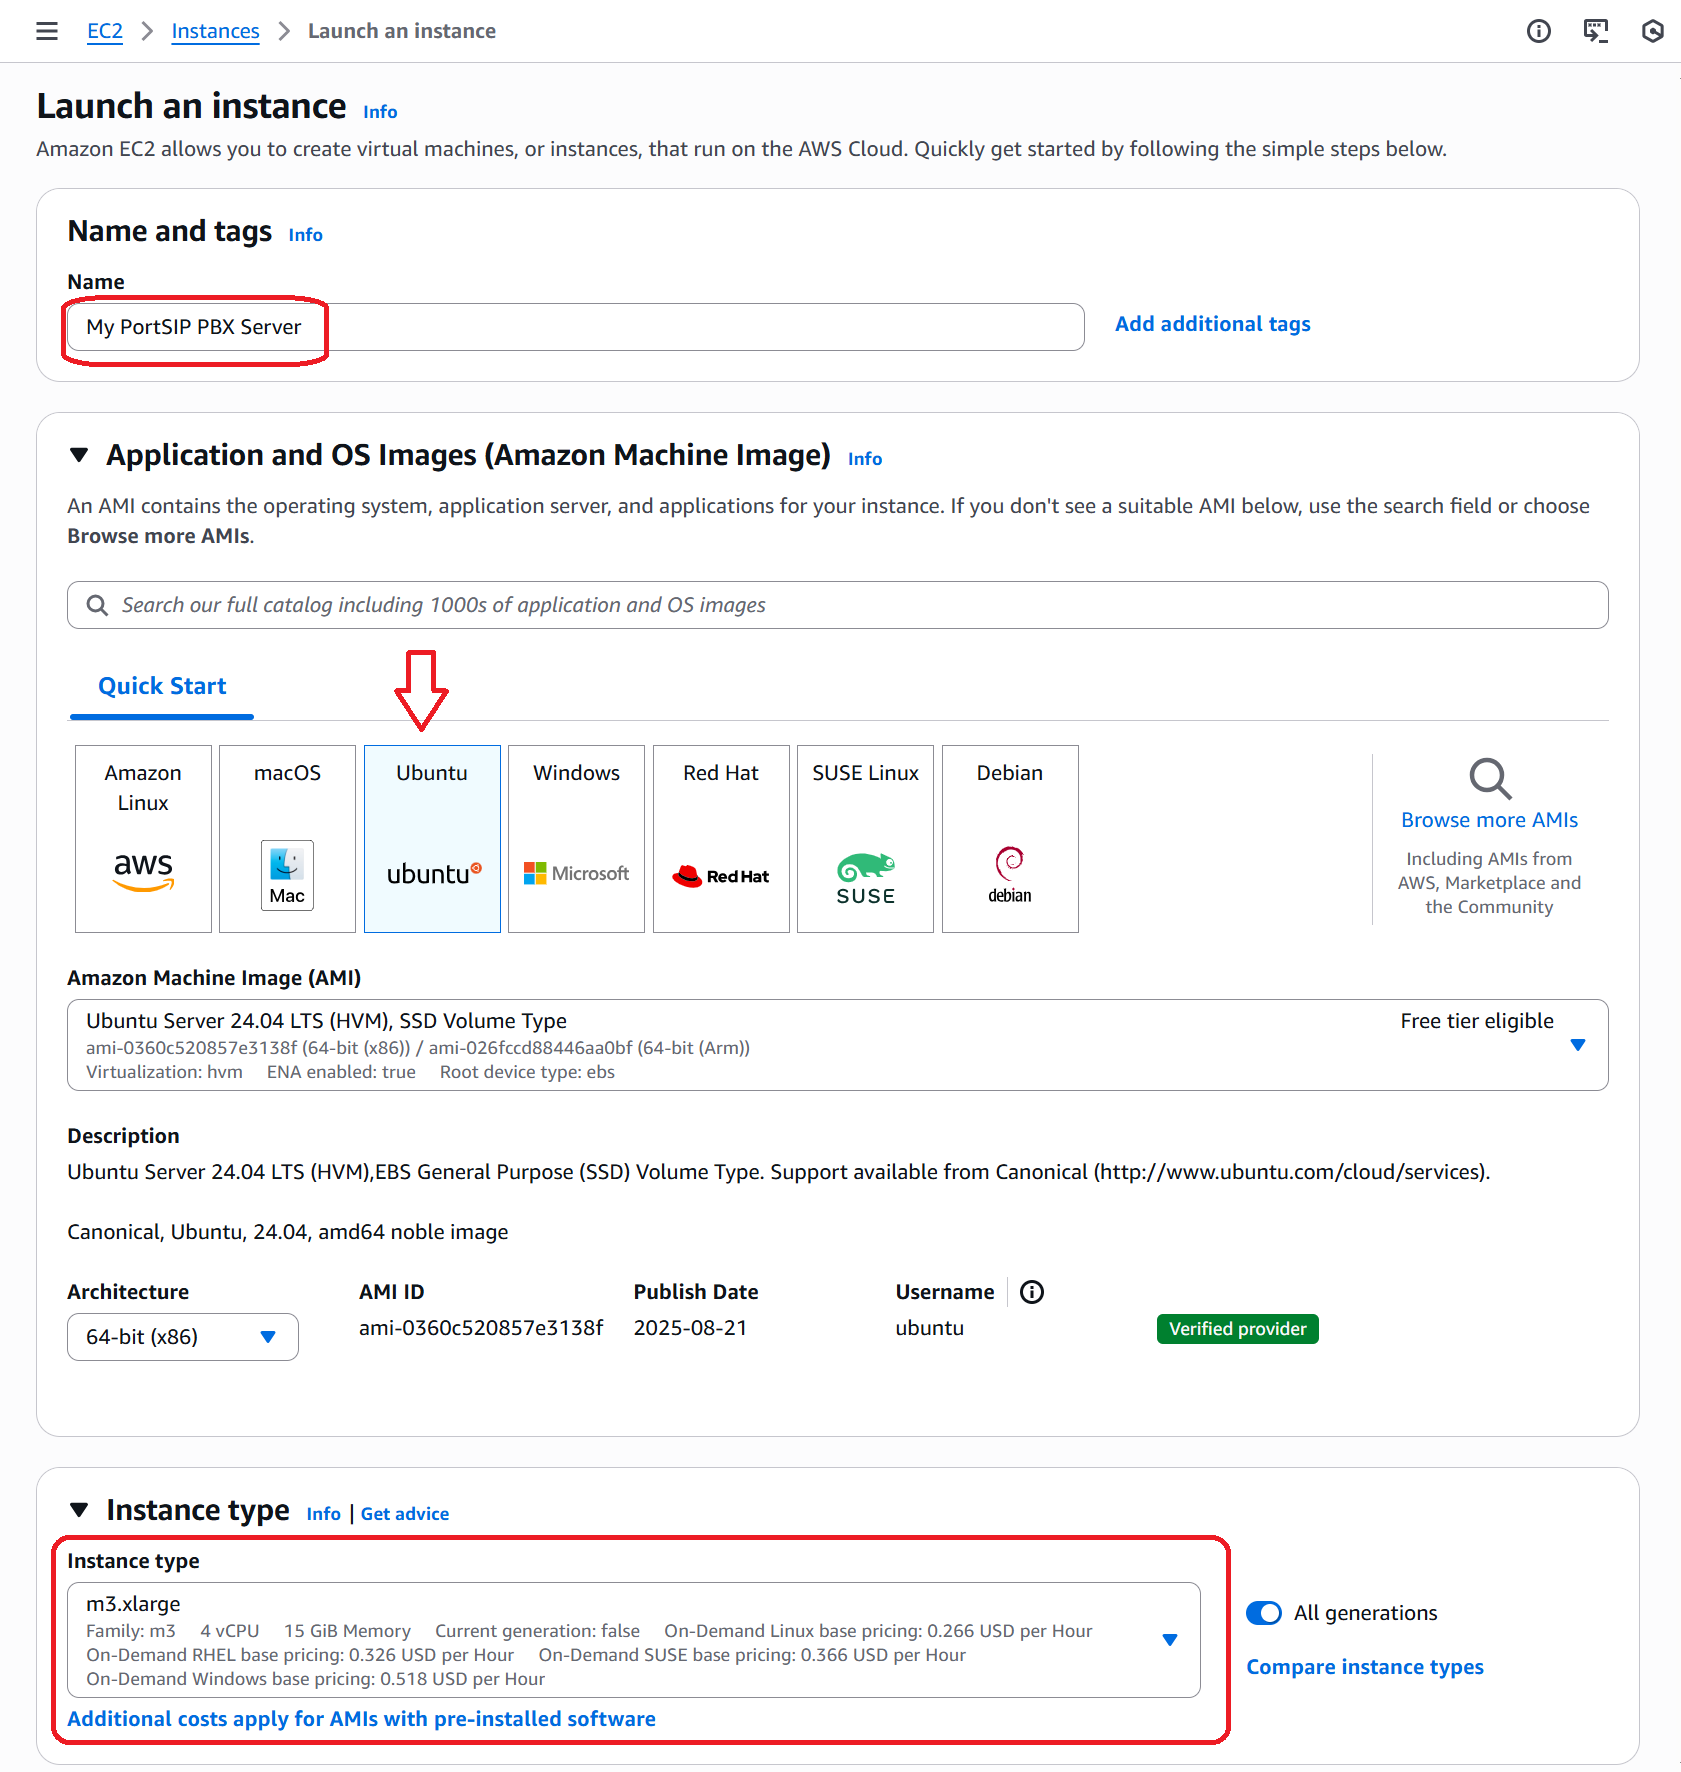 EC2 > Instances > Launch an instance
Launch an instance Info
Amazon EC2 allows you to create virtual machines, or instances, that run on the AWS Cloud. Quickly get started by following the simple steps below.
Name and tags Info
Name
My PortSIP PBX Server
Add additional tags
Application and OS Images (Amazon Machine Image) Info
An AMI contains the operating system, application server, and applications for your instance. If you don't see a suitable AMI below, use the search field or choose
Browse more AMIs.
Search our full catalog including 1000s of application and OS images
Quick Start
Amazon
Linux
aws
macOS
Mac
Ubuntu
ubuntu
Windows
Microsoft
Red Hat
Red Hat
SUSE Linux
SUSE
Debian
debian
Browse more AMIs
Including AMIs from
AWS, Marketplace and
the Community
Amazon Machine Image (AMI)
Ubuntu Server 24.04 LTS (HVM), SSD Volume Type
Free tier eligible
ami-0360c520857e3138f (64-bit (x86)) / ami-026fccd88446aa0bf (64-bit (Arm))
Virtualization: hvm ENA enabled: true Root device type: ebs
Description
Ubuntu Server 24.04 LTS (HVM),EBS General Purpose (SSD) Volume Type. Support available from Canonical (http://www.ubuntu.com/cloud/services).
Canonical, Ubuntu, 24.04, amd64 noble image
Architecture AMI ID Publish Date Username
64-bit (x86) ami-0360c520857e3138f 2025-08-21 ubuntu Verified provider
Instance type Info | Get advice
Instance type
m3.xlarge
Family: m3 4 vCPU 15 GiB Memory Current generation: false On-Demand Linux base pricing: 0.266 USD per Hour
On-Demand RHEL base pricing: 0.326 USD per Hour On-Demand SUSE base pricing: 0.366 USD per Hour
On-Demand Windows base pricing: 0.518 USD per Hour
All generations
Compare instance types
Additional costs apply for AMIs with pre-installed software